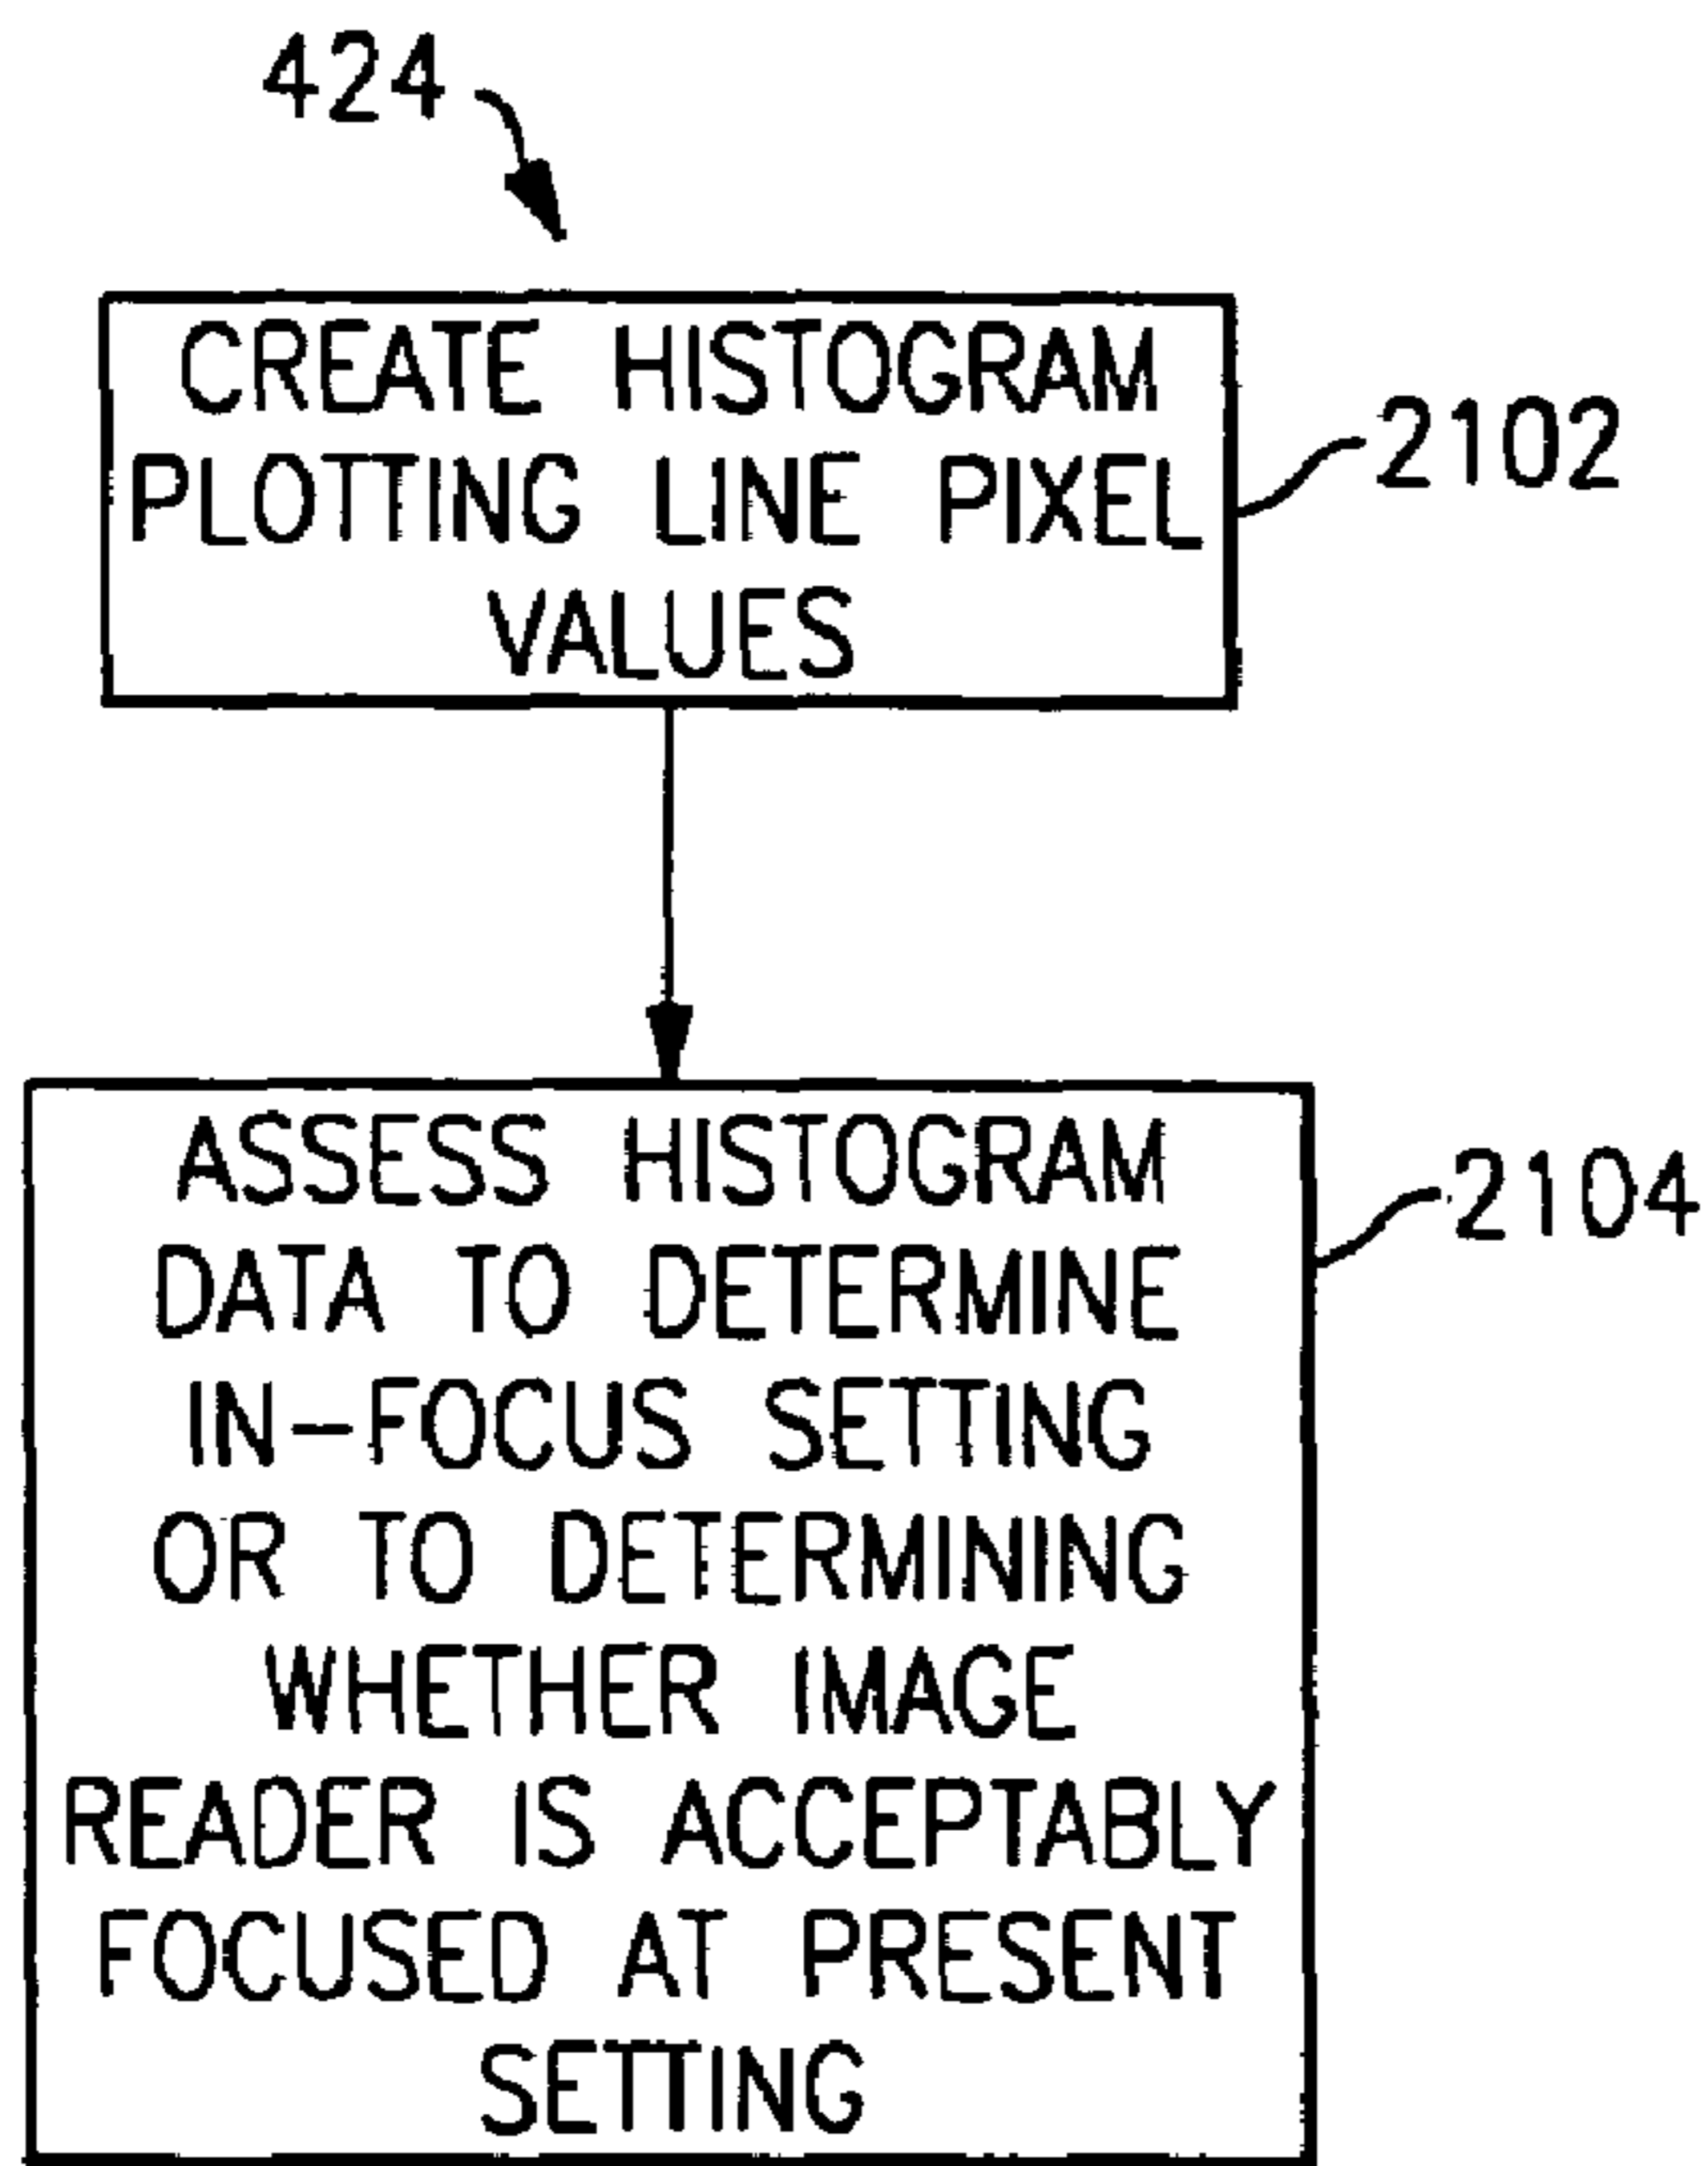 424
CREATE HISTOGRAM
PLOTTING LINE PIXEL
VALUES
2102
ASSESS HISTOGRAM
DATA TO DETERMINE
IN-FOCUS SETTING
OR TO DETERMINING
WHETHER IMAGE
READER IS ACCEPTABLY
FOCUSED AT PRESENT
SETTING
2104